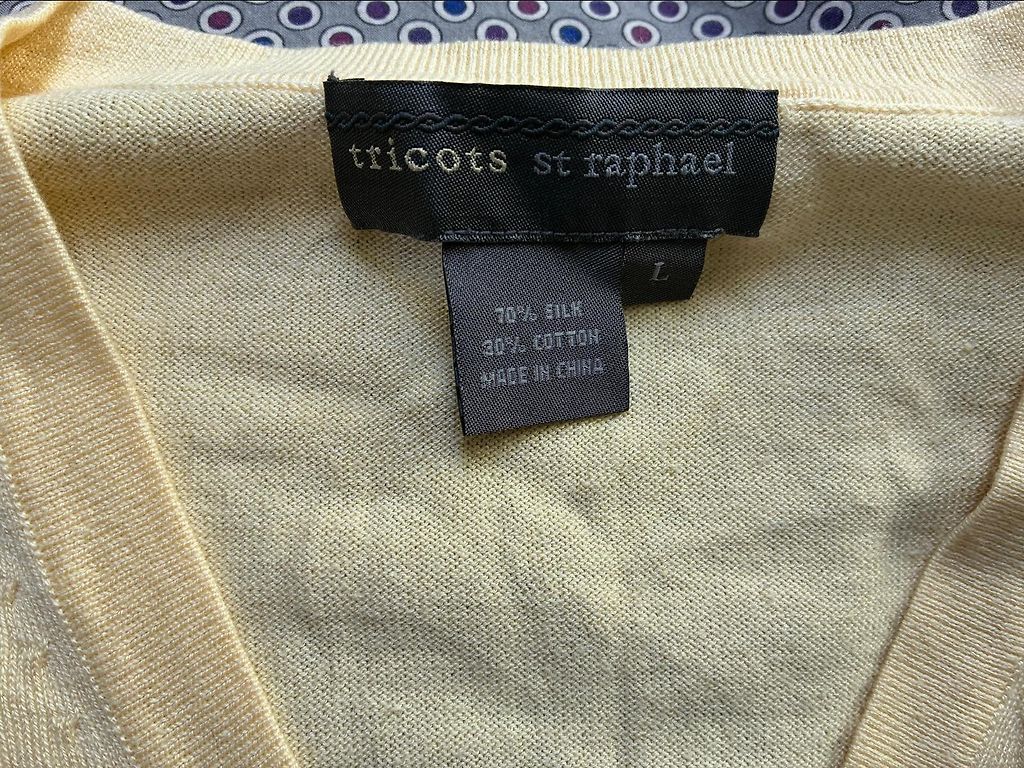 tricots st raphael
L
70% SILK
30% COTTON
MADE IN CHINA